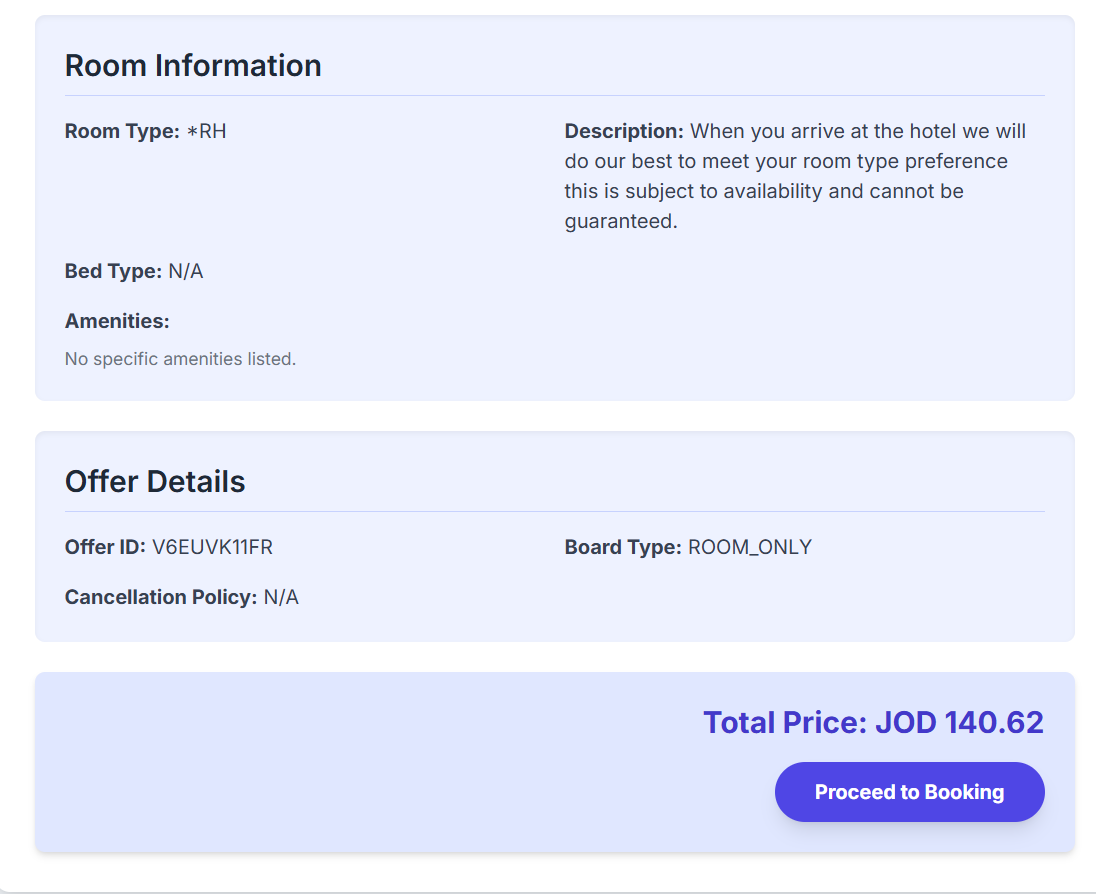 Room Information
Room Type: *RH
Description: When you arrive at the hotel we will
do our best to meet your room type preference
this is subject to availability and cannot be
guaranteed.
Bed Type: N/A
Amenities:
No specific amenities listed.
Offer Details
Offer ID: V6EUVK11FR
Board Type: ROOM_ONLY
Cancellation Policy: N/A
Total Price: JOD 140.62
Proceed to Booking